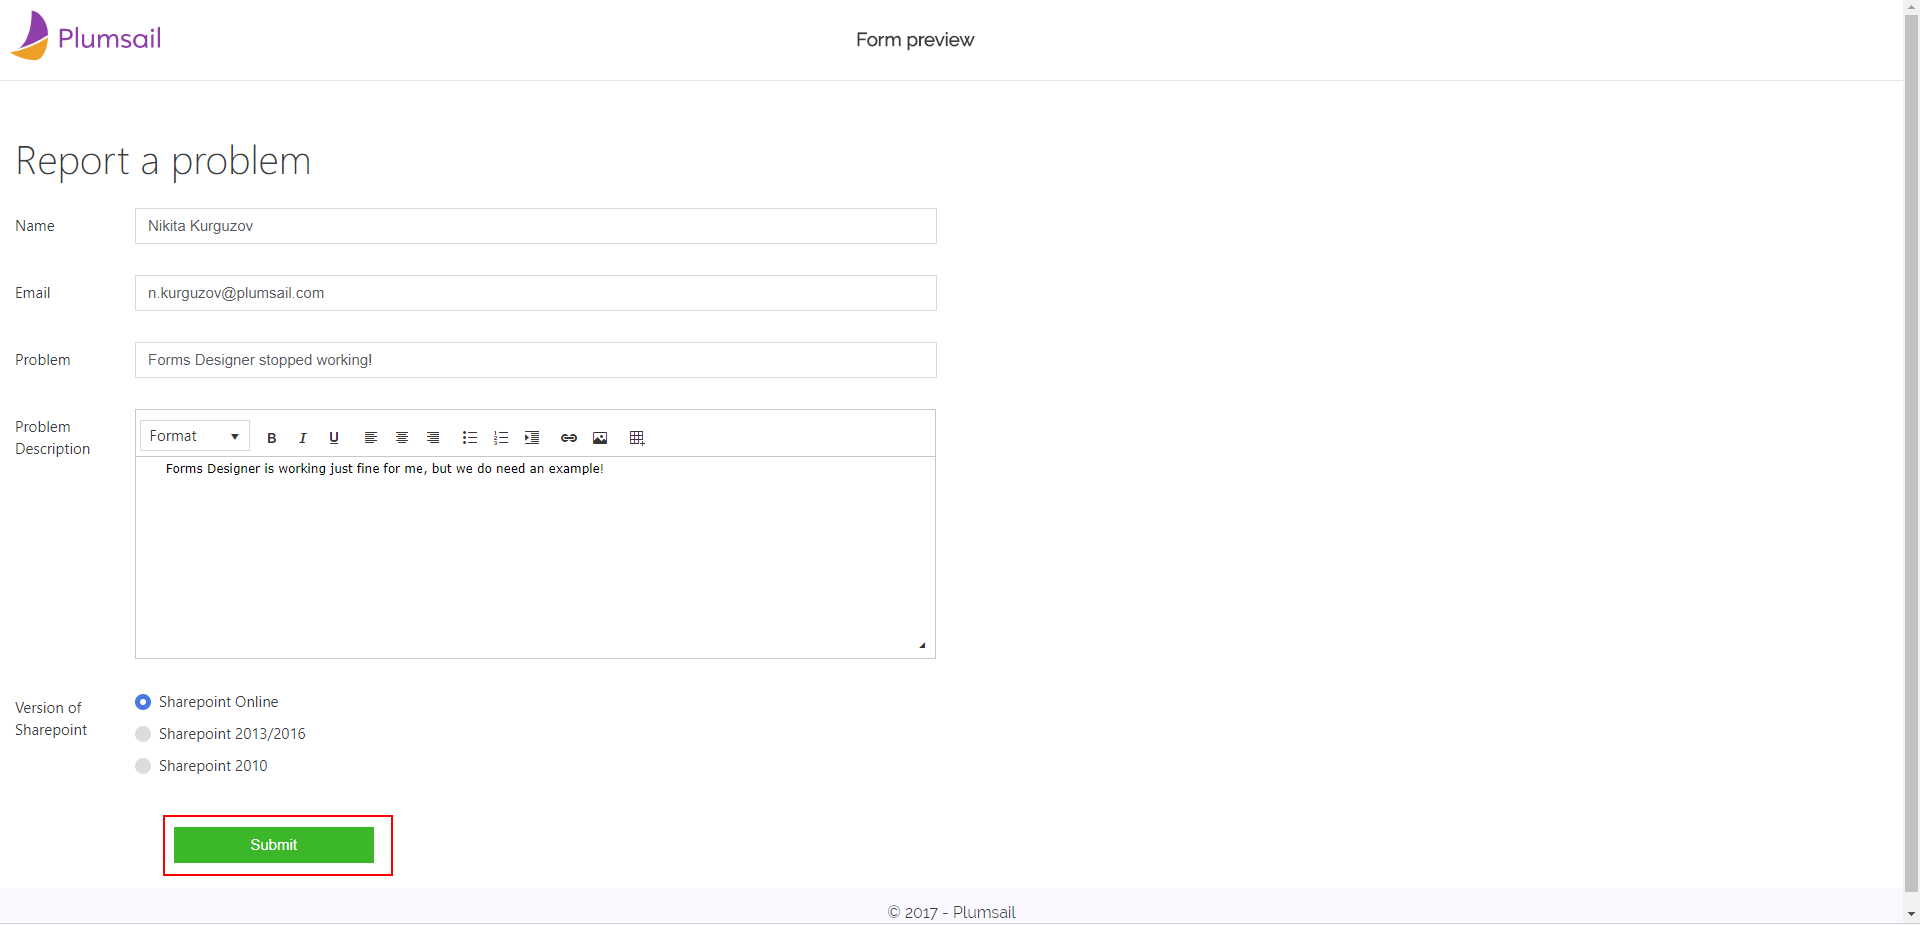 Plumsail
Form preview
Report a problem
Name
Nikita Kurguzov
Email
n.kurguzov@plumsail.com
Problem
Forms Designer stopped working!
Problem
Description
Format
B I U
Forms Designer is working just fine for me, but we do need an example!
Version of
Sharepoint
Sharepoint Online
Sharepoint 2013/2016
Sharepoint 2010
Submit
© 2017 - Plumsail